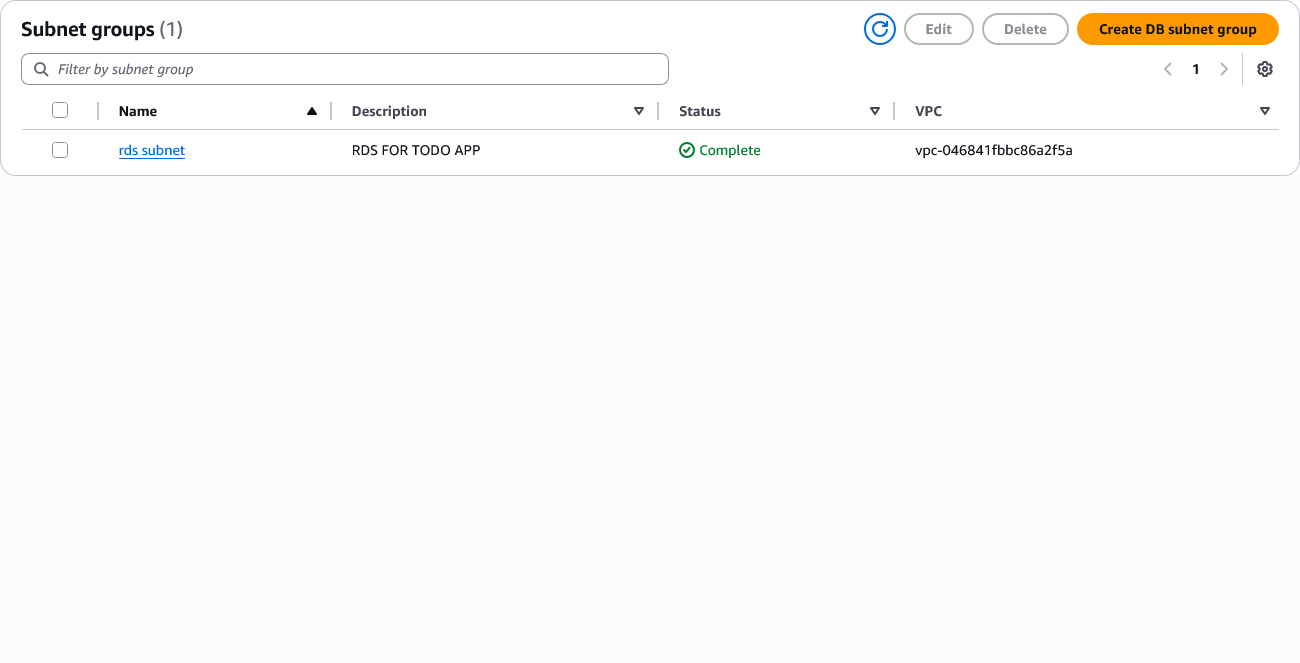 Subnet groups (1)
Edit
Delete
Create DB subnet group
Filter by subnet group
1
Name
Description
Status
VPC
rds subnet
RDS FOR TODO APP
Complete
vpc-046841fbbc86a2f5a